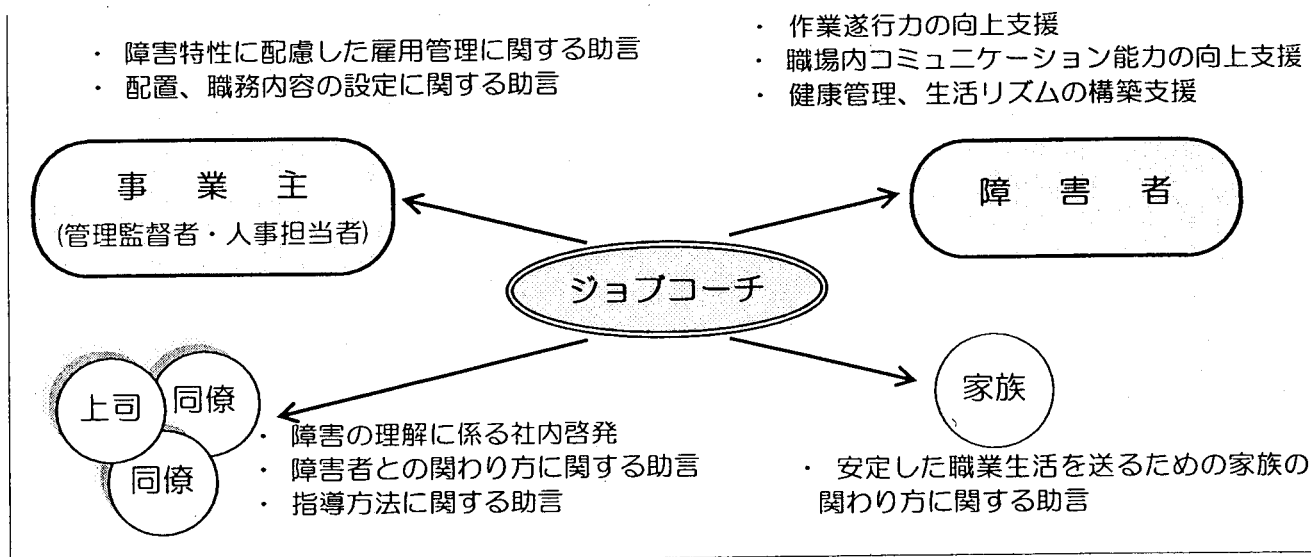 ・ 障害特性に配慮した雇用管理に関する助言
・ 配置、職務内容の設定に関する助言
・ 作業遂行力の向上支援
・ 職場内コミュニケーション能力の向上支援
・ 健康管理、生活リズムの構築支援
事 業 主
(管理監督者・人事担当者)
障 害 者
ジョブコーチ
上司
同僚
同僚
・ 障害の理解に係る社内啓発
・ 障害者との関わり方に関する助言
・ 指導方法に関する助言
家族
・ 安定した職業生活を送るための家族の
関わり方に関する助言